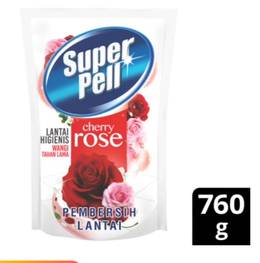 Super
Pell
LANTAI
HIGIENIS
WANGI
TAHAN LAMA
cherry
rose
PEMBERSIH
LANTAI
760
g